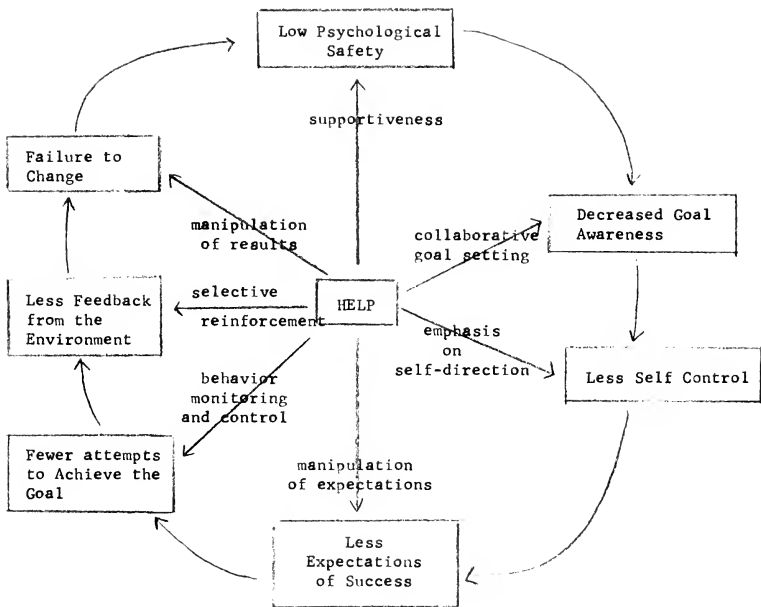 Low Psychological
Safety
supportiveness
Failure to
Change
manipulation
of results
collaborative
goal setting
Decreased Goal
Awareness
Less Feedback
from the
Environment
selective
reinforcement
HELP
emphasis
on
self-direction
Less Self Control
behavior
monitoring
and control
Fewer attempts
to Achieve the
Goal
manipulation
of expectations
Less
Expectations
of Success